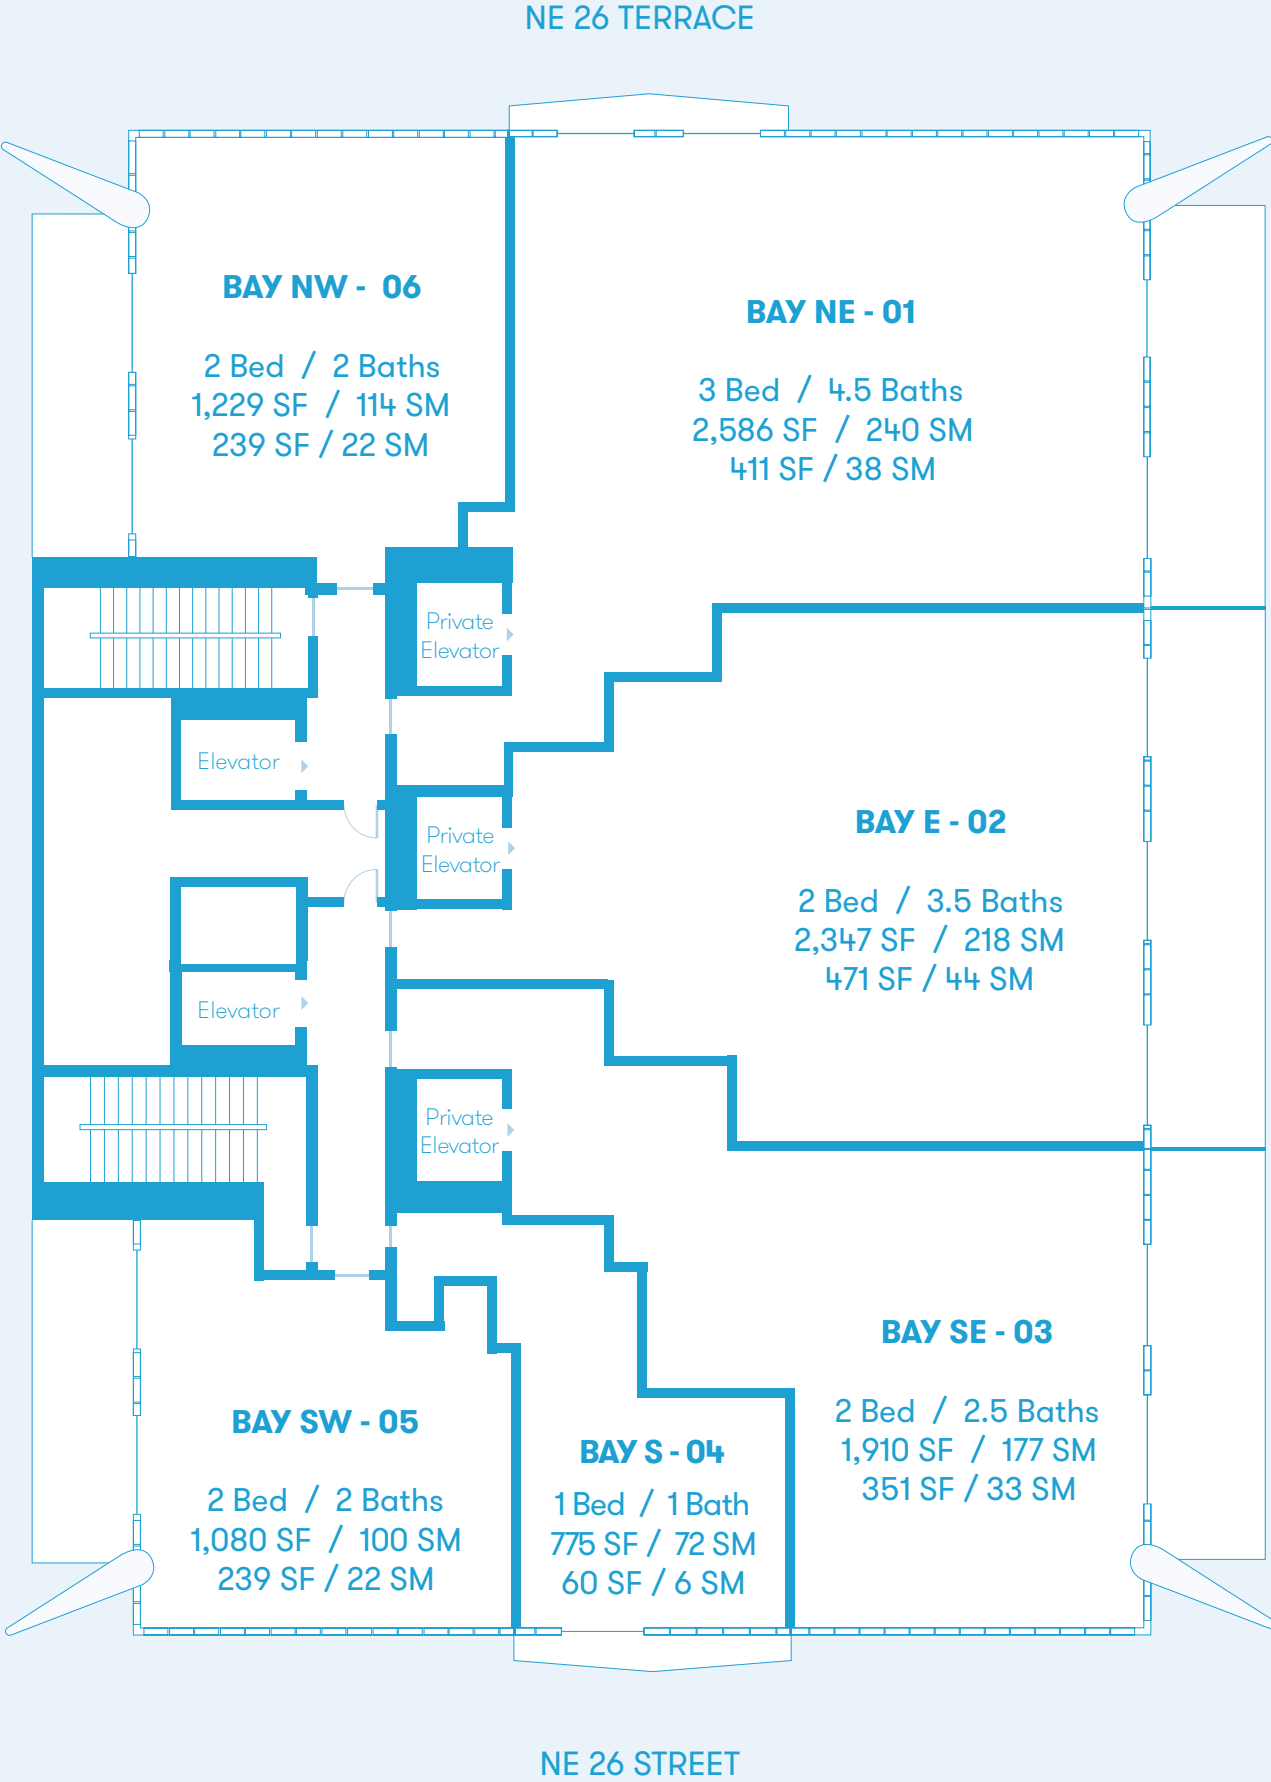 NE 26 TERRACE
BAY NW - 06
2 Bed / 2 Baths
1,229 SF / 114 SM
239 SF / 22 SM
BAY NE - 01
3 Bed / 4.5 Baths
2,586 SF / 240 SM
411 SF / 38 SM
Private
Elevator
Elevator
Private
Elevator
BAY E - 02
2 Bed / 3.5 Baths
2,347 SF / 218 SM
471 SF / 44 SM
Elevator
Private
Elevator
BAY SE - 03
2 Bed / 2.5 Baths
1,910 SF / 177 SM
351 SF / 33 SM
BAY SW - 05
2 Bed / 2 Baths
1,080 SF / 100 SM
239 SF / 22 SM
BAY S - 04
1 Bed / 1 Bath
775 SF / 72 SM
60 SF / 6 SM
NE 26 STREET